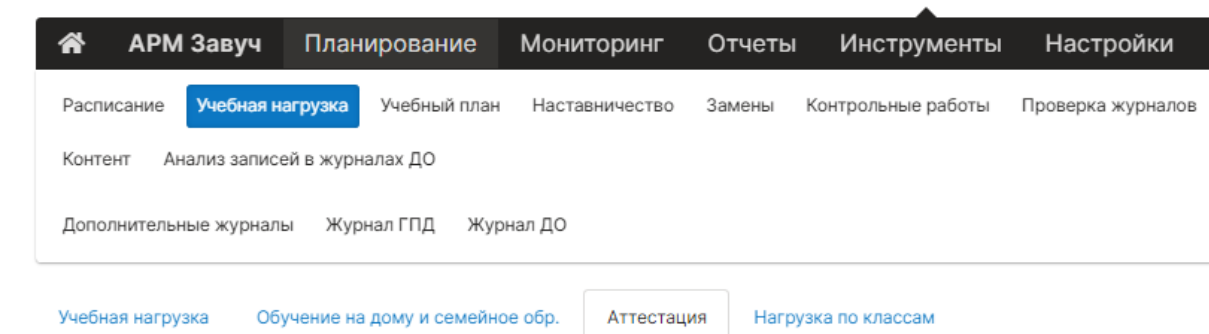 АРМ Завуч Планирование Мониторинг Отчеты Инструменты Настройки
Расписание Учебная нагрузка Учебный план Наставничество Замены Контрольные работы Проверка журналов
Контент Анализ записей в журналах ДО
Дополнительные журналы Журнал ГПД Журнал ДО
Учебная нагрузка Обучение на дому и семейное обр. Аттестация Нагрузка по классам